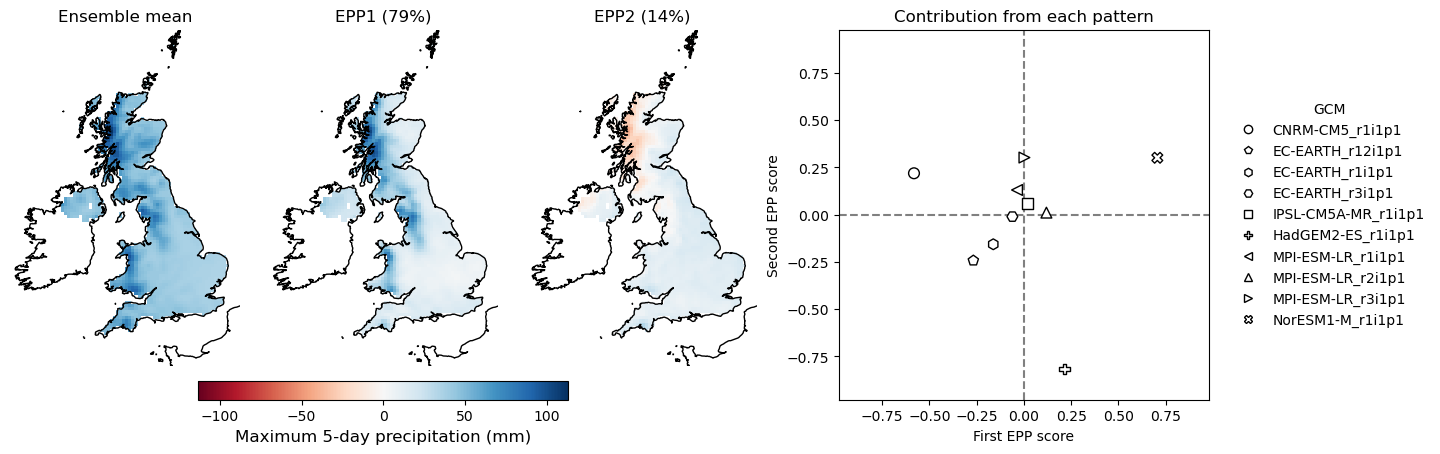 Ensemble mean
EPP1 (79%)
EPP2 (14%)
−100
−50
0
50
100
Maximum 5-day precipitation (mm)
Contribution from each pattern
0.75
0.50
0.25
0.00
−0.25
−0.50
−0.75
Second EPP score
−0.75
−0.50
−0.25
0.00
0.25
0.50
0.75
First EPP score
GCM
CNRM-CM5_r1i1p1
EC-EARTH_r12i1p1
EC-EARTH_r1i1p1
EC-EARTH_r3i1p1
IPSL-CM5A-MR_r1i1p1
HadGEM2-ES_r1i1p1
MPI-ESM-LR_r1i1p1
MPI-ESM-LR_r2i1p1
MPI-ESM-LR_r3i1p1
NorESM1-M_r1i1p1